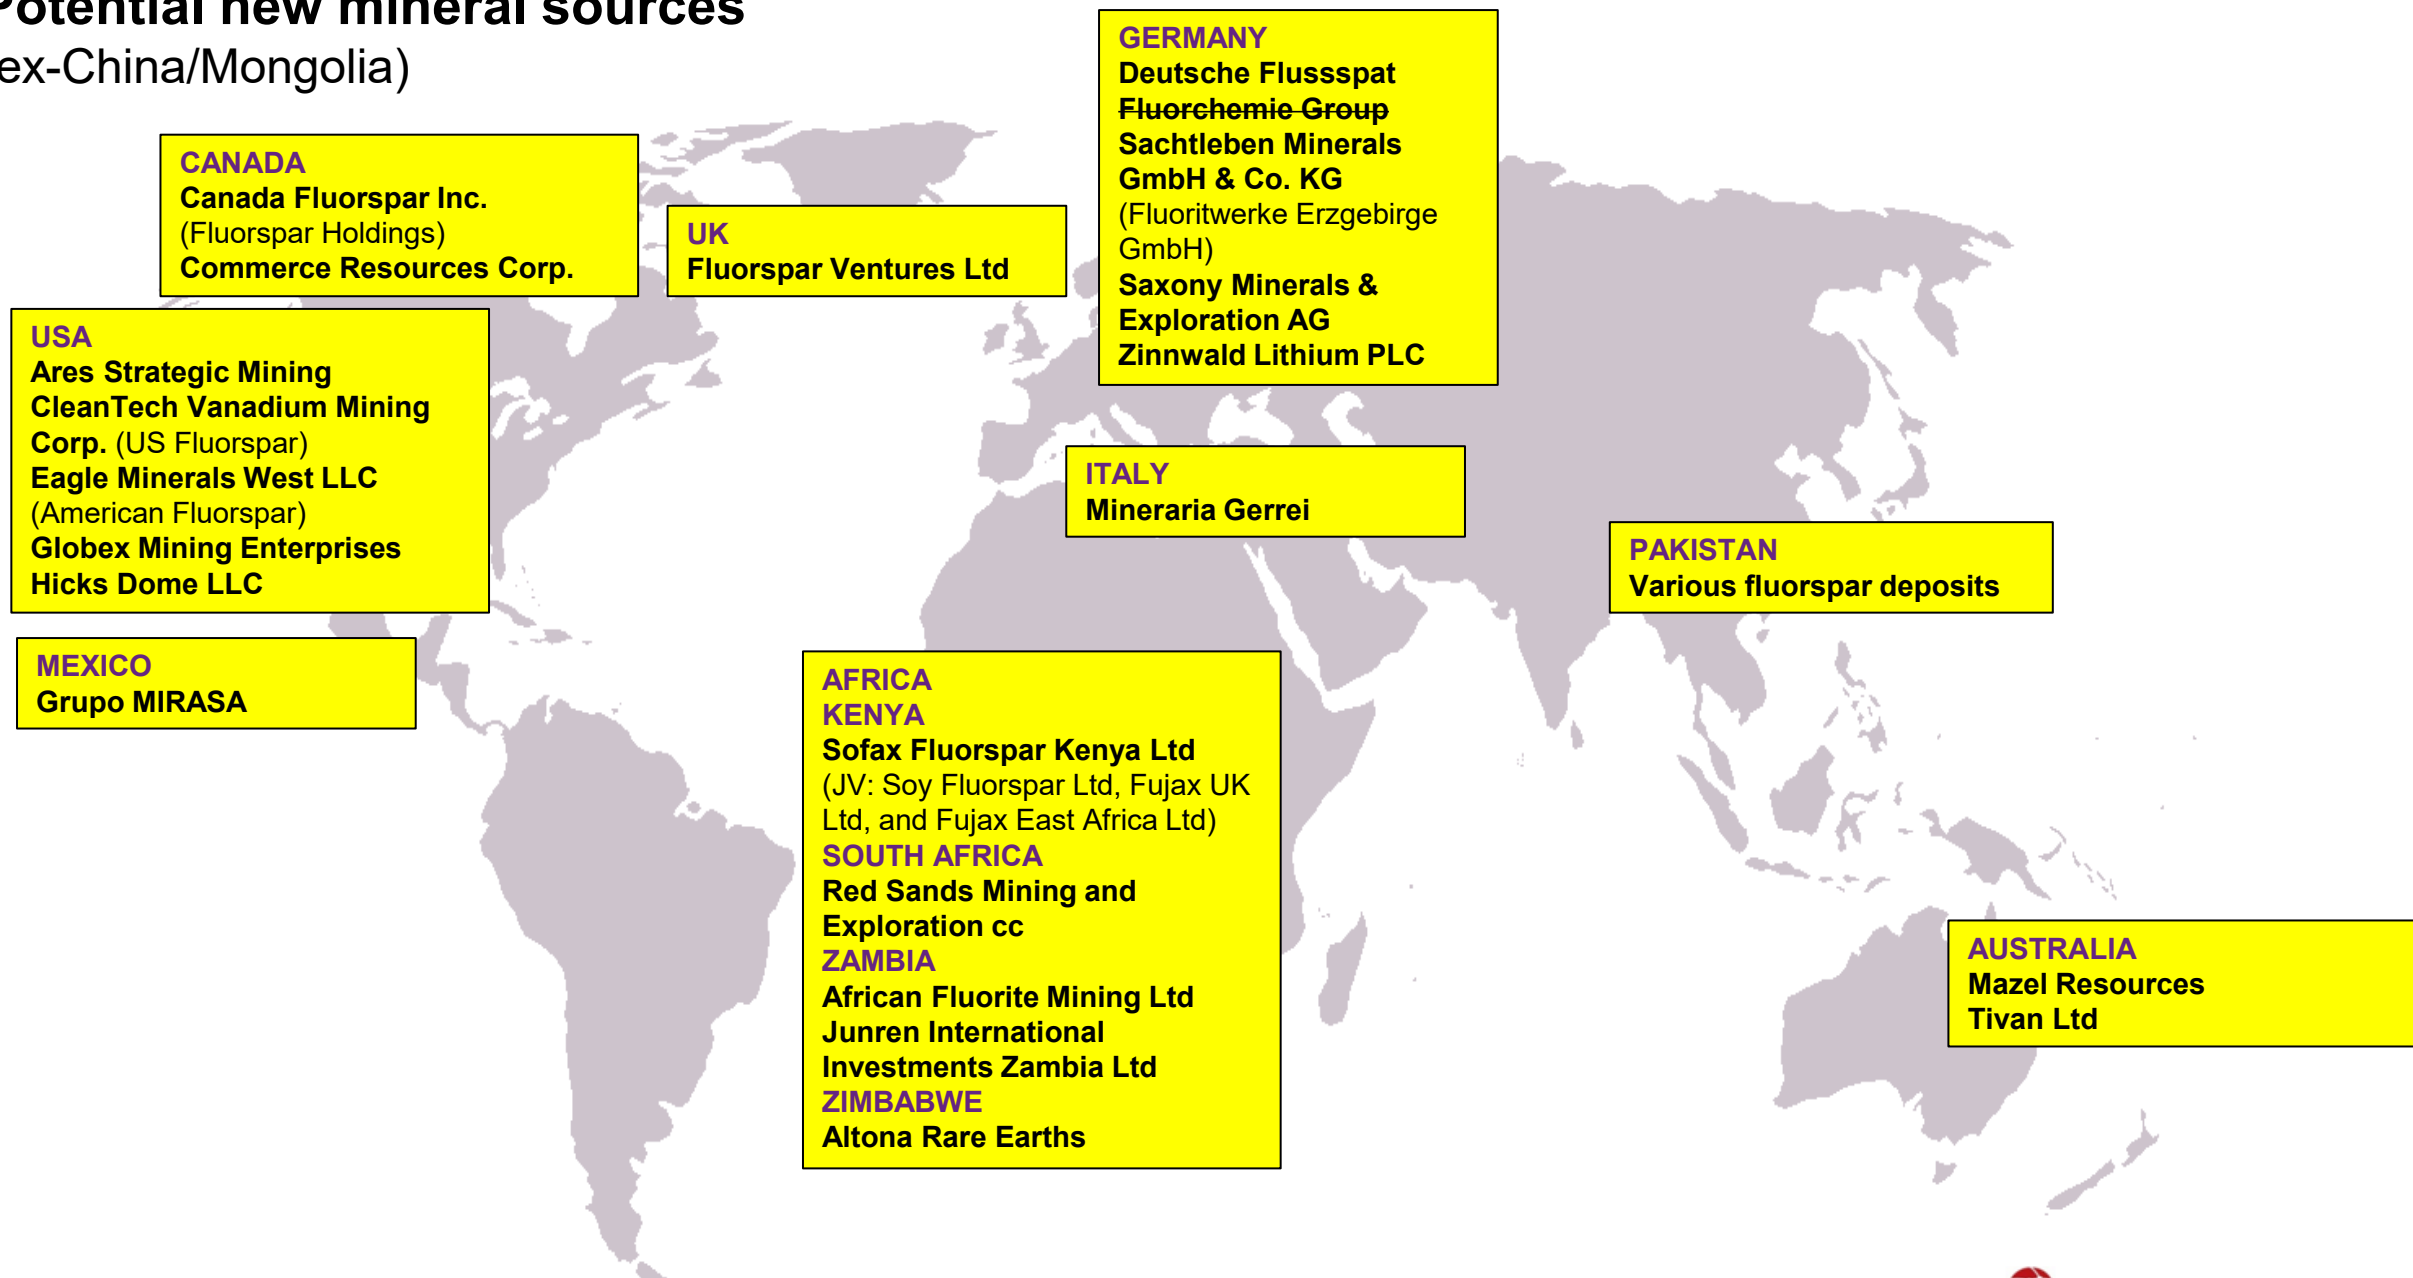 Potential new mineral sources
ex-China/Mongolia)
CANADA
Canada Fluorspar Inc.
(Fluorspar Holdings)
Commerce Resources Corp.
UK
Fluorspar Ventures Ltd
GERMANY
Deutsche Flussspat
Fluorchemie Group
Sachtleben Minerals
GmbH & Co. KG
(Fluoritwerke Erzgebirge
GmbH)
Saxony Minerals &
Exploration AG
Zinnwald Lithium PLC
USA
Ares Strategic Mining
CleanTech Vanadium Mining
Corp. (US Fluorspar)
Eagle Minerals West LLC
(American Fluorspar)
Globex Mining Enterprises
Hicks Dome LLC
ITALY
Mineraria Gerrei
PAKISTAN
Various fluorspar deposits
MEXICO
Grupo MIRASA
AFRICA
KENYA
Sofax Fluorspar Kenya Ltd
(JV: Soy Fluorspar Ltd, Fujax UK
Ltd, and Fujax East Africa Ltd)
SOUTH AFRICA
Red Sands Mining and
Exploration cc
ZAMBIA
African Fluorite Mining Ltd
Junren International
Investments Zambia Ltd
ZIMBABWE
Altona Rare Earths
AUSTRALIA
Mazel Resources
Tivan Ltd